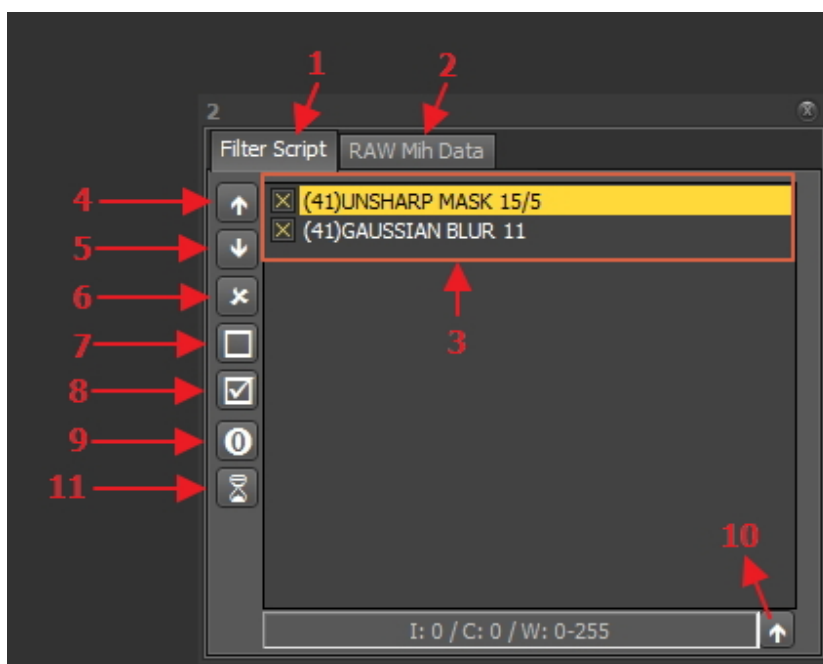 1 2
2
Filter Script RAW Mih Data
4 (41)UNSHARP MASK 15/5
5 (41)GAUSSIAN BLUR 11
6
3
7
8
9
11
10
I: 0 / C: 0 / W: 0-255